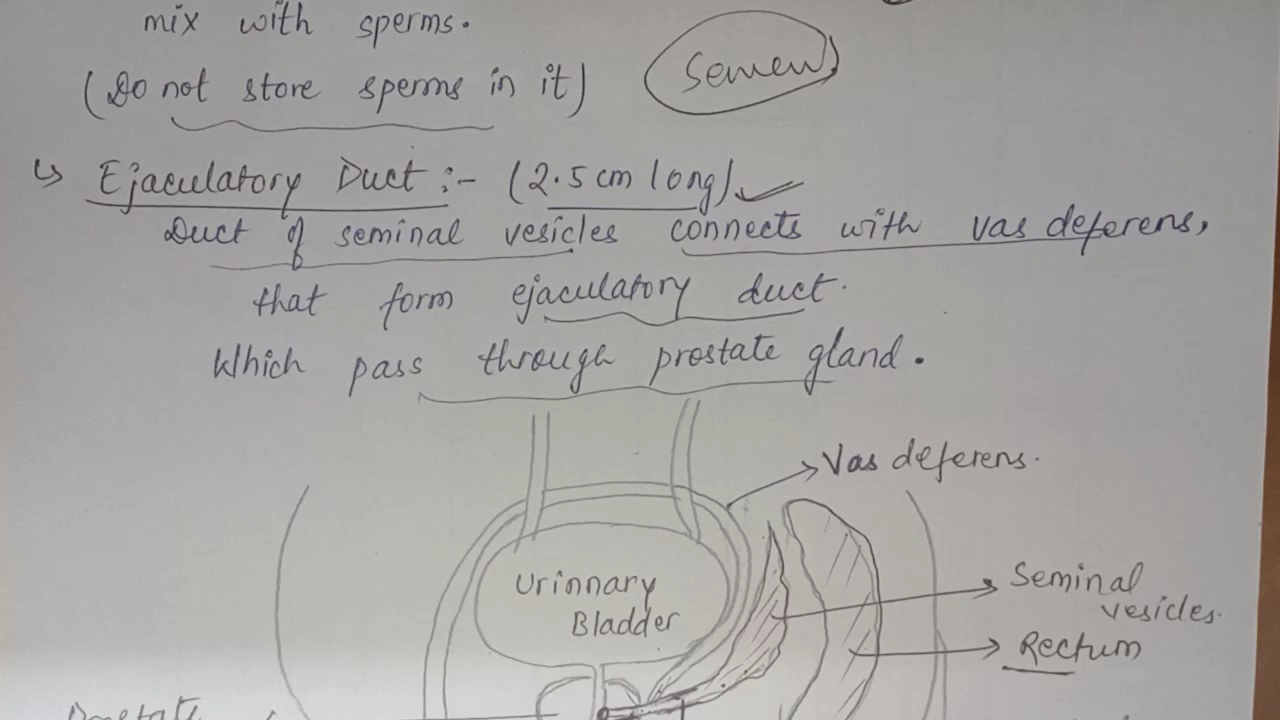 mix with sperms.
(Do not store sperms in it)
Semen
↳ Ejaculatory Duct :- (2.5 cm long) ✓
Duct of seminal vesicles connects with vas deferens,
that form ejaculatory duct.
Which pass through prostate gland.
Vas deferens.
Urinnary
Bladder
Seminal
vesicles.
Rectum
Prostate